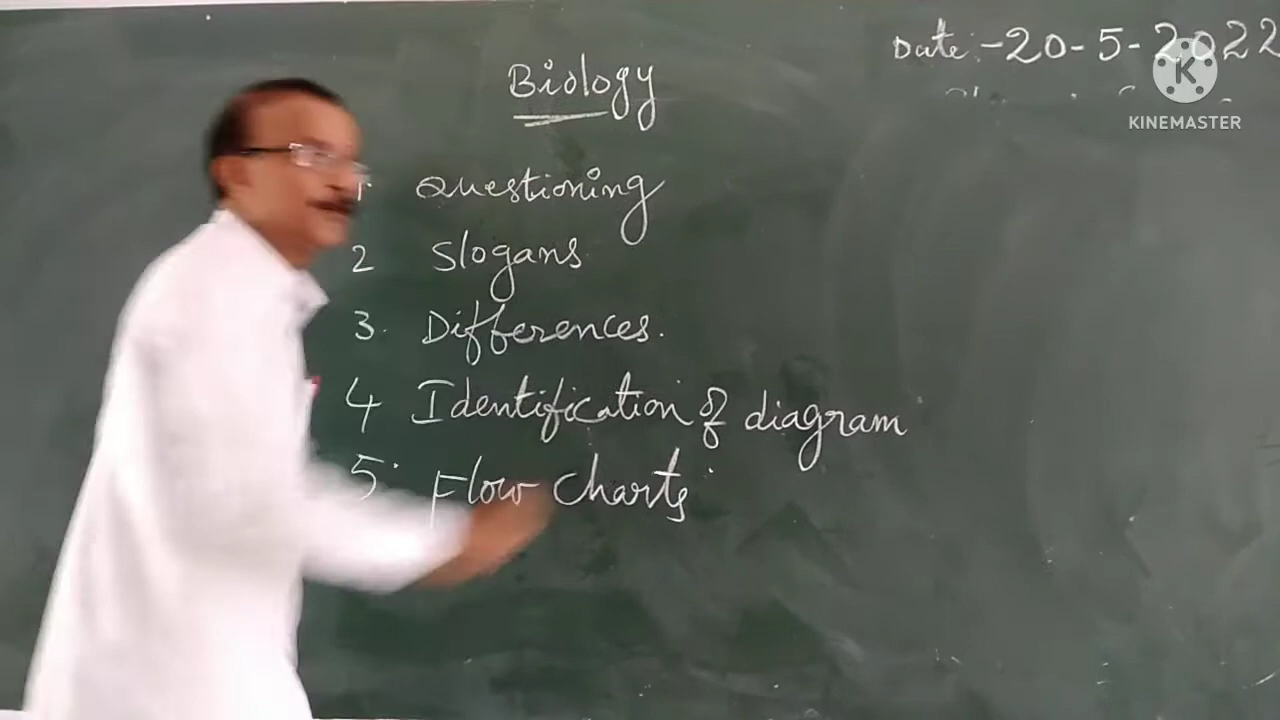 Date:-20-5-2022
KINEMASTER
Biology
1. Questioning
2 Slogans
3. Differences.
4 Identification of diagram
5. Flow charts